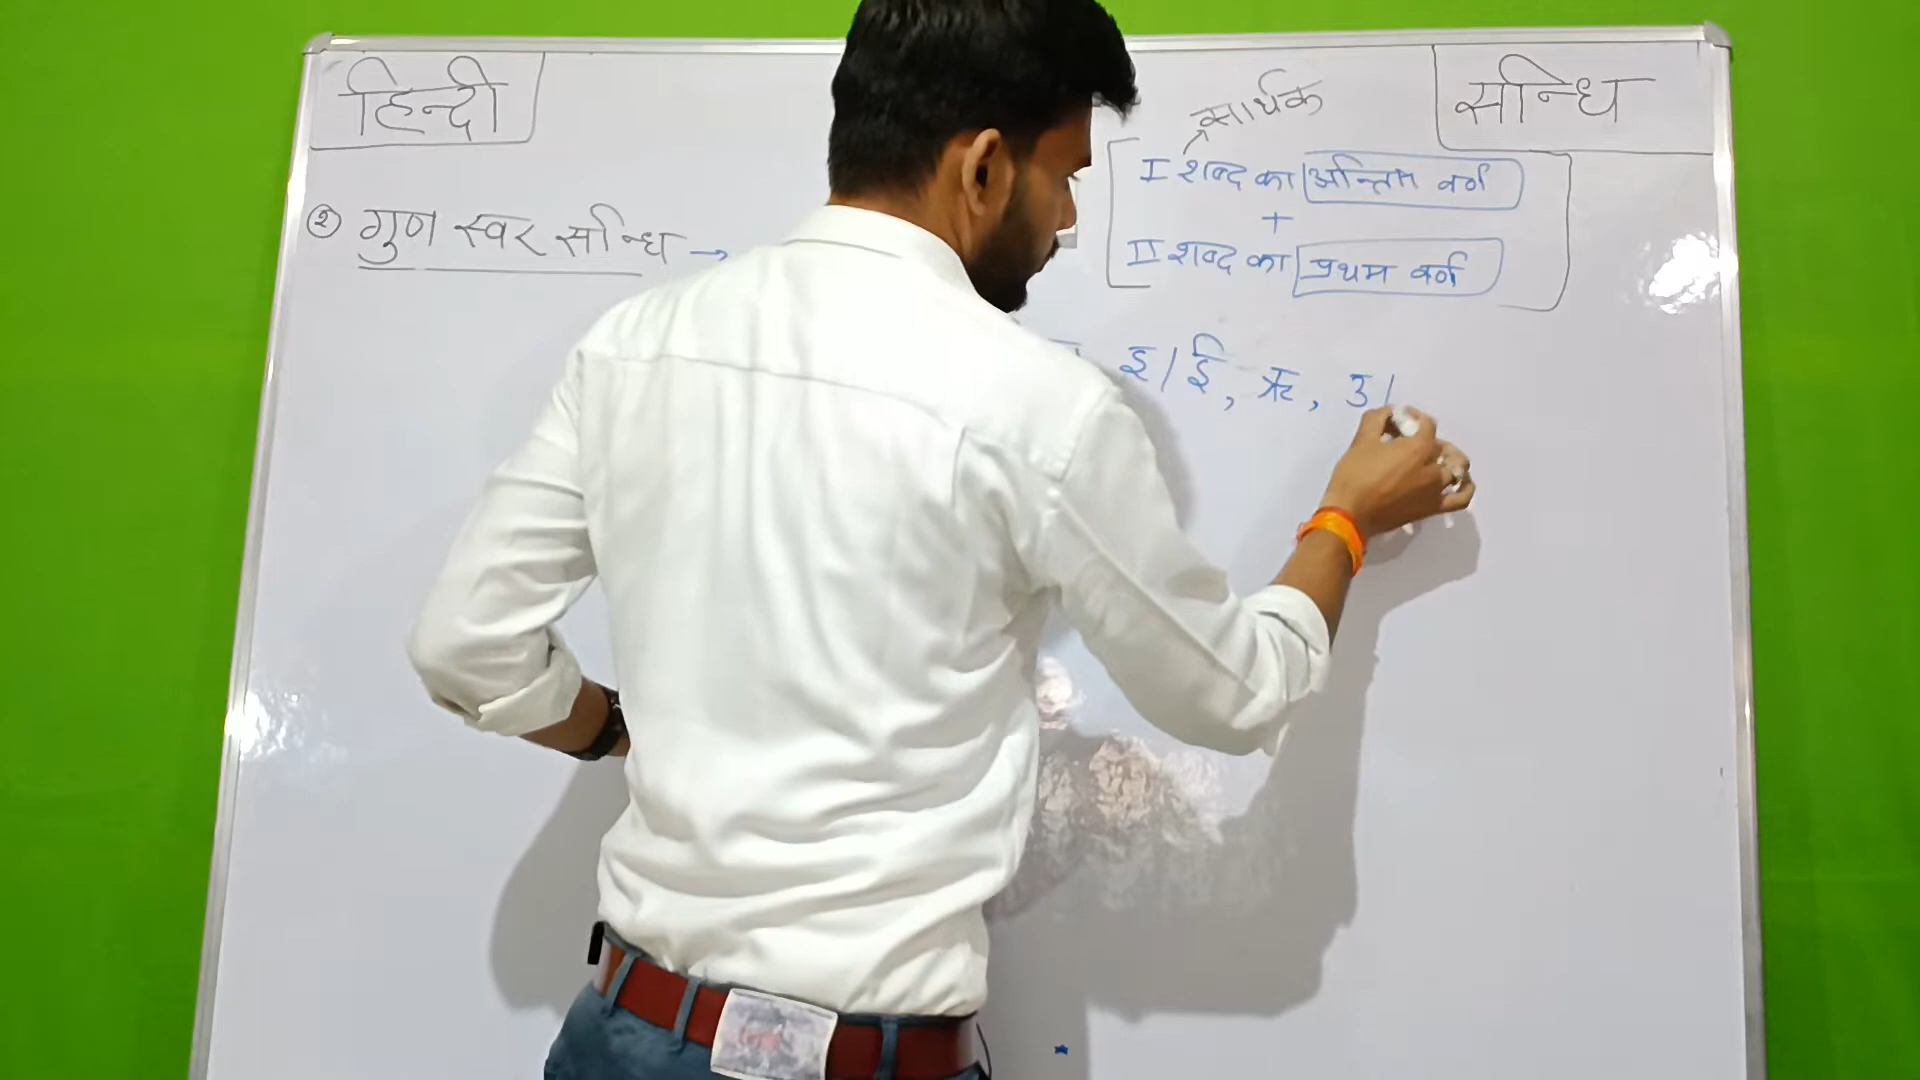 हिन्दी
सन्धि
सार्थक
I शब्द का अन्तिम वर्ण
+
II शब्द का प्रथम वर्ण
② गुण स्वर सन्धि →
इ/ई, ऋ, उ/